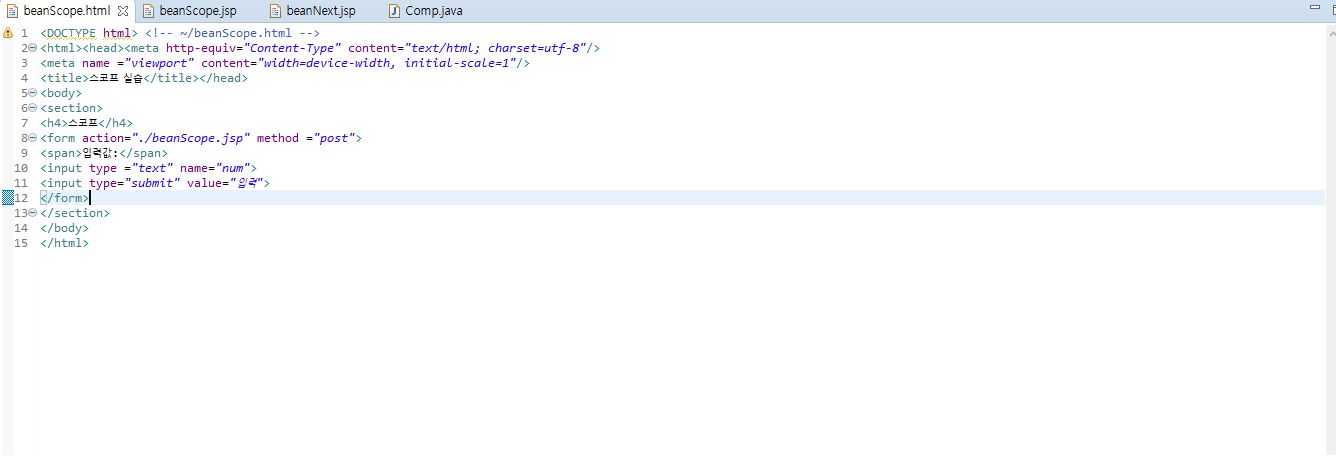 beanScope.html beanScope.jsp beanNext.jsp Comp.java
1 <DOCTYPE html> <!-- ~/beanScope.html -->
2 <html><head><meta http-equiv="Content-Type" content="text/html; charset=utf-8"/>
3 <meta name ="viewport" content="width=device-width, initial-scale=1"/>
4 <title>스코프 실습</title></head>
5 <body>
6 <section>
7 <h4>스코프</h4>
8 <form action="./beanScope.jsp" method ="post">
9 <span>입력값:</span>
10 <input type ="text" name="num">
11 <input type="submit" value="입력">
12 </form>
13 </section>
14 </body>
15 </html>